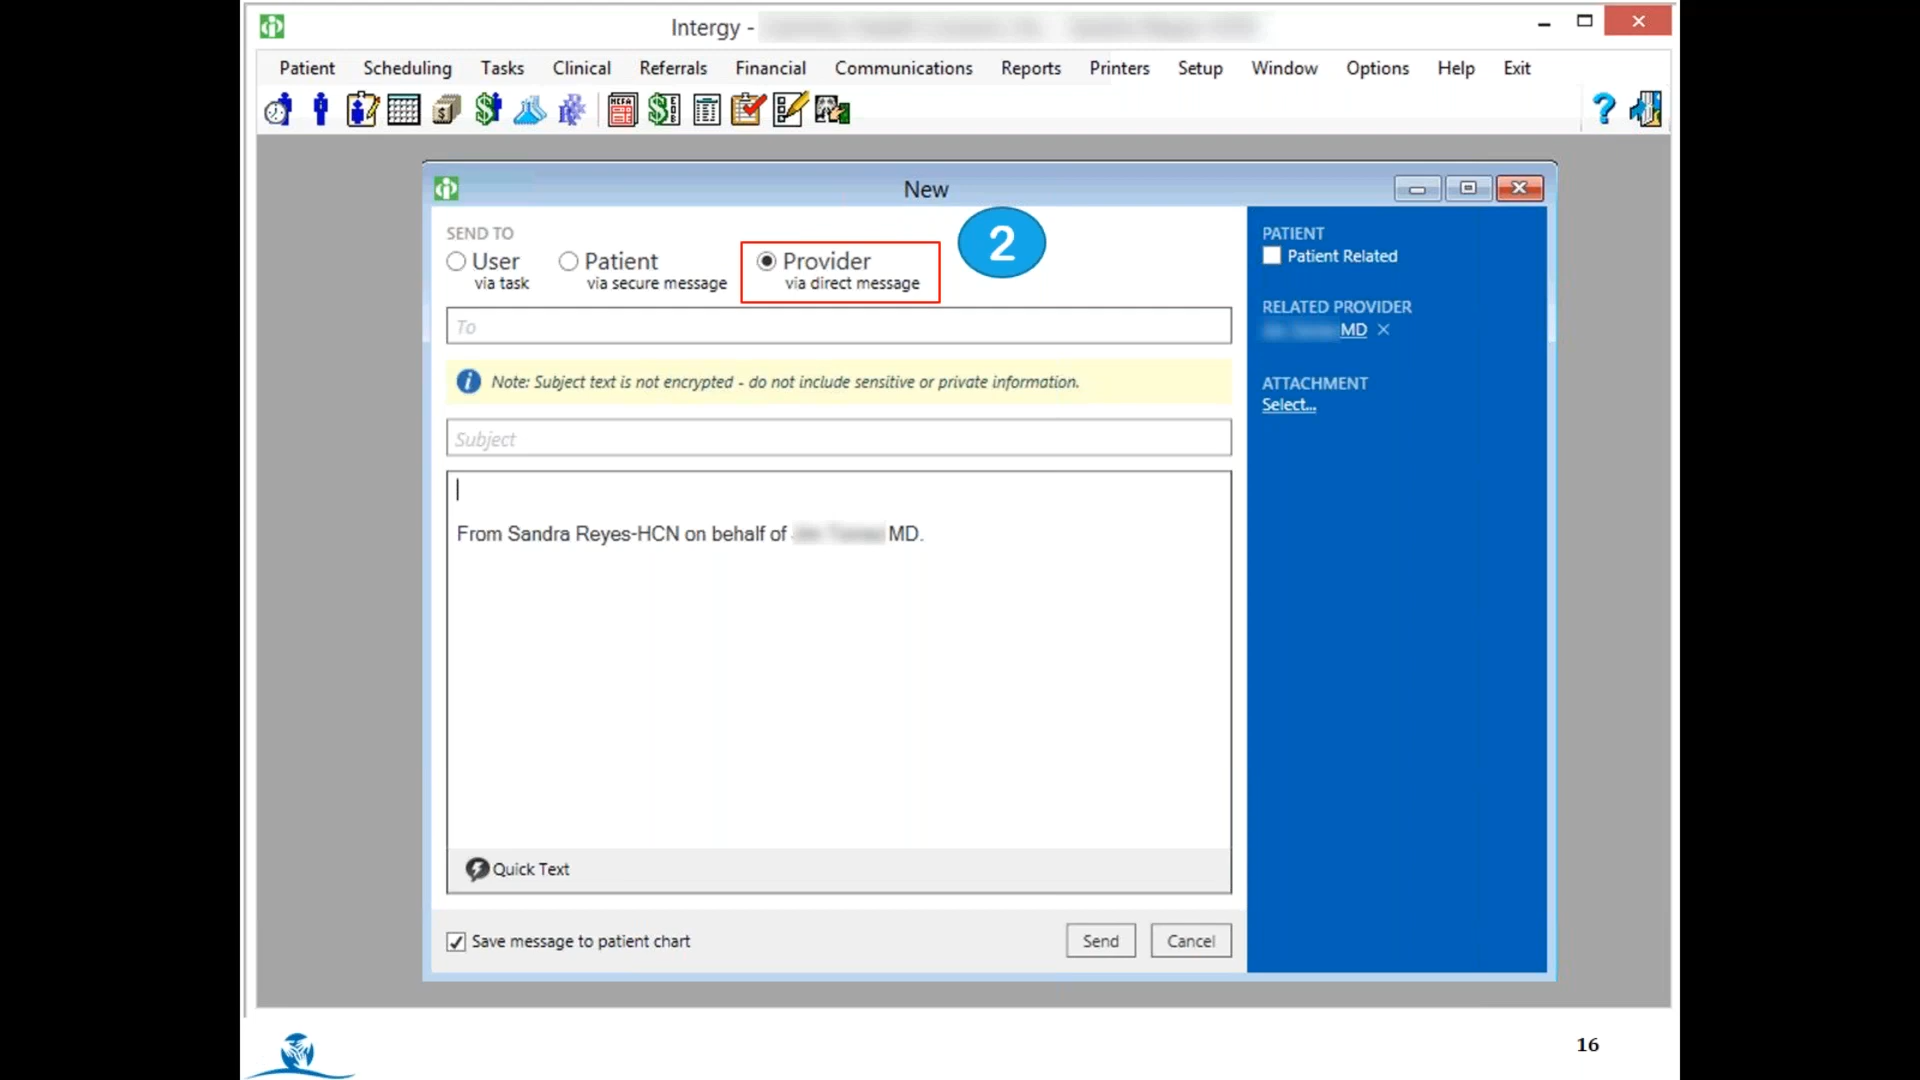 Intergy -
Patient Scheduling Tasks Clinical Referrals Financial Communications Reports Printers Setup Window Options Help Exit
New
2
SEND TO
User
via task
Patient
via secure message
Provider
via direct message
To
Note: Subject text is not encrypted - do not include sensitive or private information.
Subject
From Sandra Reyes-HCN on behalf of MD.
Quick Text
Save message to patient chart
Send
Cancel
PATIENT
Patient Related
RELATED PROVIDER
MD
ATTACHMENT
Select...
16